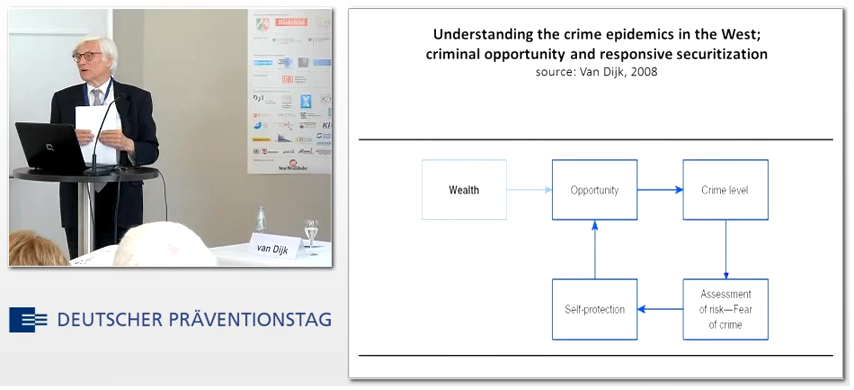 Bielefeld
van Dijk
DEUTSCHER PRÄVENTIONSTAG
Understanding the crime epidemics in the West;
criminal opportunity and responsive securitization
source: Van Dijk, 2008
Wealth
Opportunity
Crime level
Self-protection
Assessment
of risk—Fear
of crime